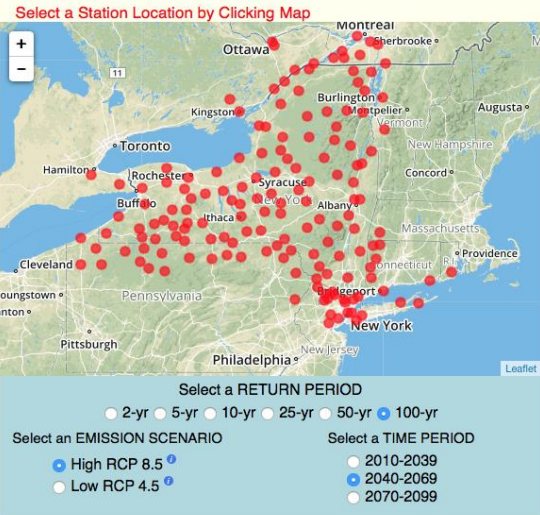 Select a Station Location by Clicking Map
+
−
Montreal
Sherbrooke
Ottawa
11
Burlington
Montpelier
Augusta
Kingston
Vermont
New Hampshire
Toronto
Concord
Hamilton
Rochester
Syracuse
New York
Buffalo
Ithaca
Albany
Massachusetts
Providence
Connecticut
R.I.
Cleveland
Bridgeport
Pennsylvania
New York
Pittsburgh
New Jersey
Philadelphia
Leaflet
Select a RETURN PERIOD
2-yr 5-yr 10-yr 25-yr 50-yr 100-yr
Select an EMISSION SCENARIO
Select a TIME PERIOD
High RCP 8.5 i
2010-2039
2040-2069
Low RCP 4.5 i
2070-2099